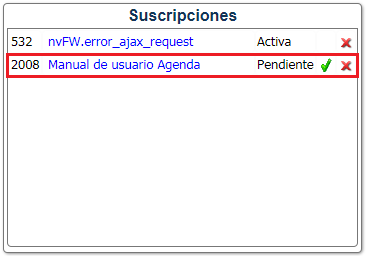 Suscripciones
532 nvFW.error_ajax_request Activa
2008 Manual de usuario Agenda Pendiente